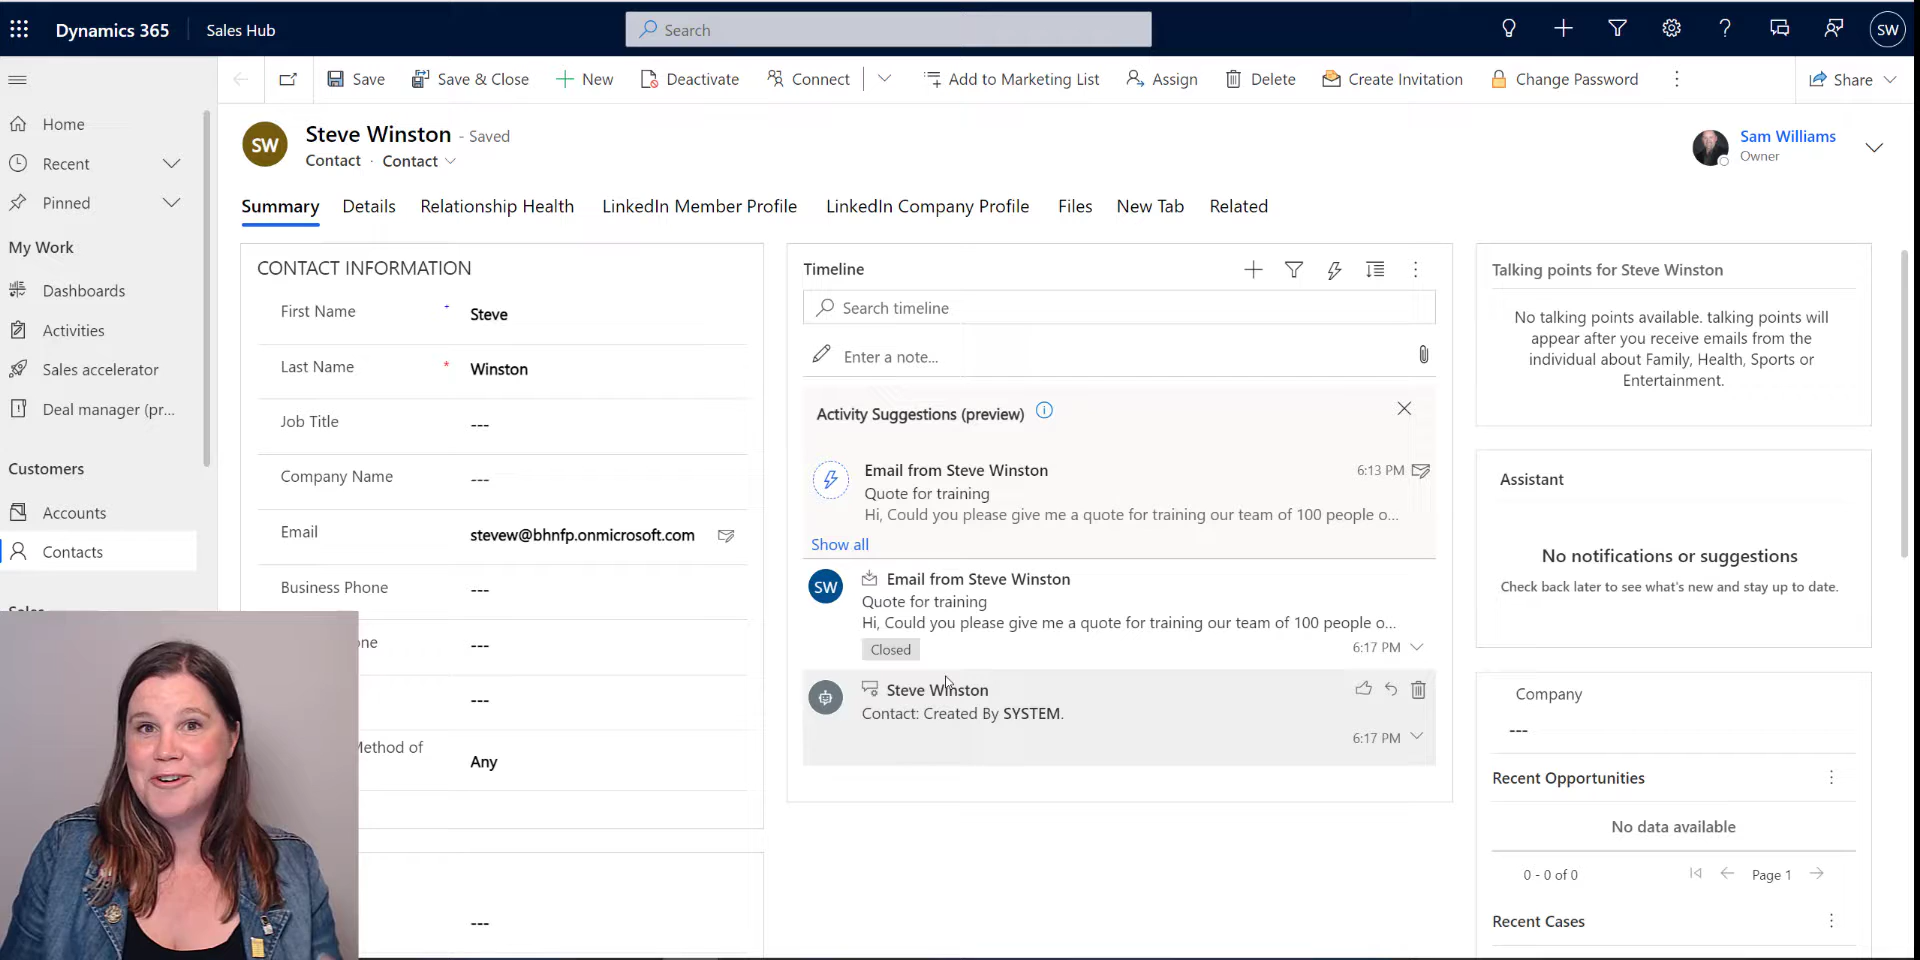 Dynamics 365
Sales Hub
Search
SW
Save
Save & Close
New
Deactivate
Connect
Add to Marketing List
Assign
Delete
Create Invitation
Change Password
Share
Home
Recent
Pinned
My Work
Dashboards
Activities
Sales accelerator
Deal manager (pr...
Customers
Accounts
Contacts
SW
Steve Winston - Saved
Contact · Contact
Sam Williams
Owner
Summary
Details
Relationship Health
LinkedIn Member Profile
LinkedIn Company Profile
Files
New Tab
Related
CONTACT INFORMATION
First Name + Steve
Last Name * Winston
Job Title ---
Company Name ---
Email stevew@bhnfp.onmicrosoft.com
Business Phone ---
one ---
---
Method of Any
---
Timeline
Search timeline
Enter a note...
Activity Suggestions (preview)
Email from Steve Winston 6:13 PM
Quote for training
Hi, Could you please give me a quote for training our team of 100 people o...
Show all
SW
Email from Steve Winston
Quote for training
Hi, Could you please give me a quote for training our team of 100 people o...
Closed 6:17 PM
Steve Winston
Contact: Created By SYSTEM.
6:17 PM
Talking points for Steve Winston
No talking points available. talking points will
appear after you receive emails from the
individual about Family, Health, Sports or
Entertainment.
Assistant
No notifications or suggestions
Check back later to see what's new and stay up to date.
Company
---
Recent Opportunities
No data available
0 - 0 of 0 Page 1
Recent Cases